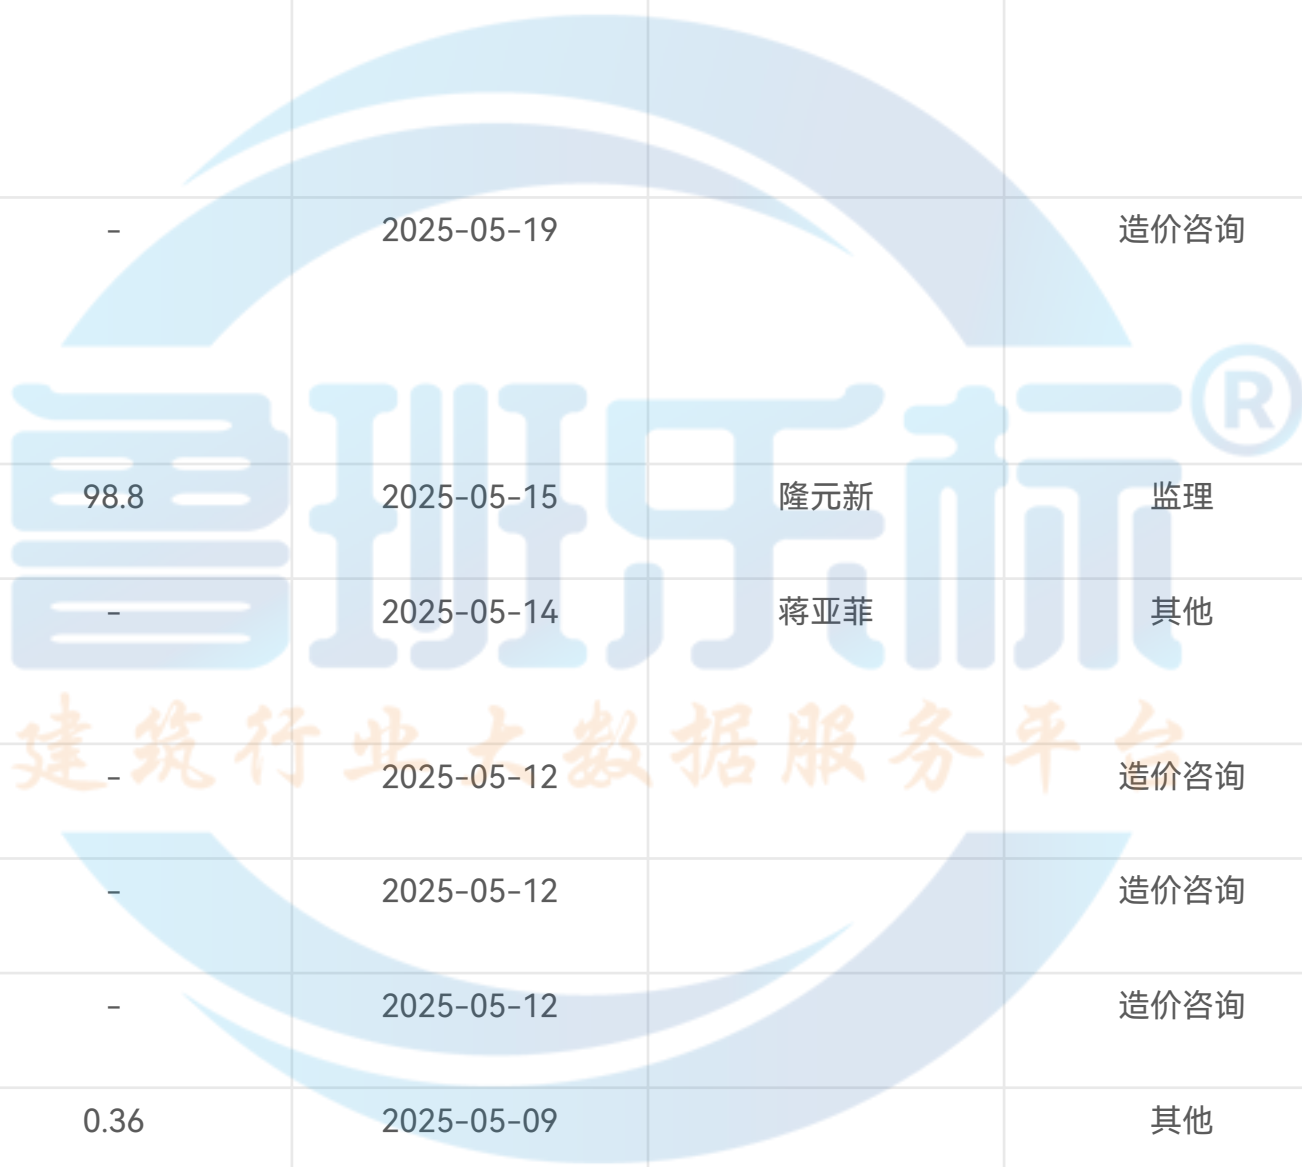 - 2025-05-19 造价咨询
鲁班乐标®
98.8 2025-05-15 隆元新 监理
- 2025-05-14 蒋亚菲 其他
建筑行业大数据服务平台
- 2025-05-12 造价咨询
- 2025-05-12 造价咨询
- 2025-05-12 造价咨询
0.36 2025-05-09 其他